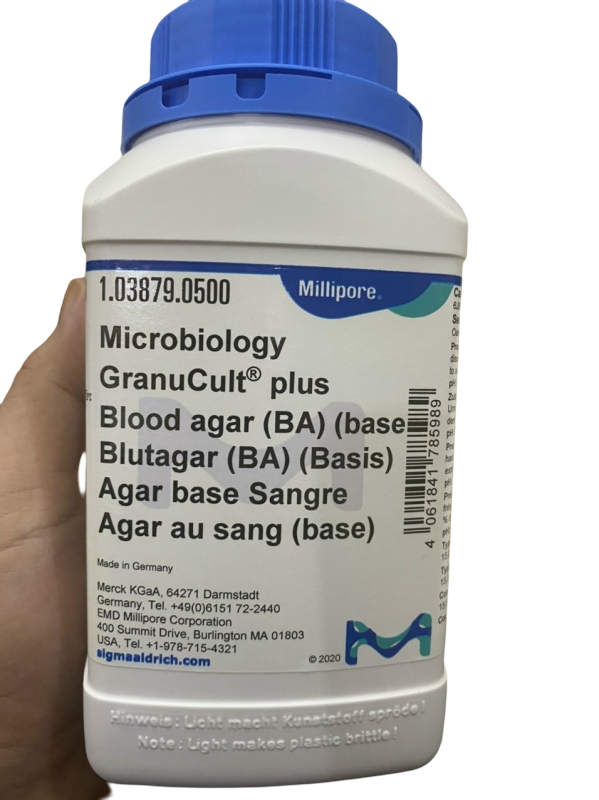 1.03879.0500
Millipore®
Microbiology
GranuCult® plus
Blood agar (BA) (base
Blutagar (BA) (Basis)
Agar base Sangre
Agar au sang (base)
Made in Germany
Merck KGaA, 64271 Darmstadt
Germany, Tel. +49(0)6151 72-2440
EMD Millipore Corporation
400 Summit Drive, Burlington MA 01803
USA, Tel. +1-978-715-4321
sigmaaldrich.com
© 2020
4 061841 785989
Hinweis: Licht macht Kunststoff spröde!
Note: Light makes plastic brittle!